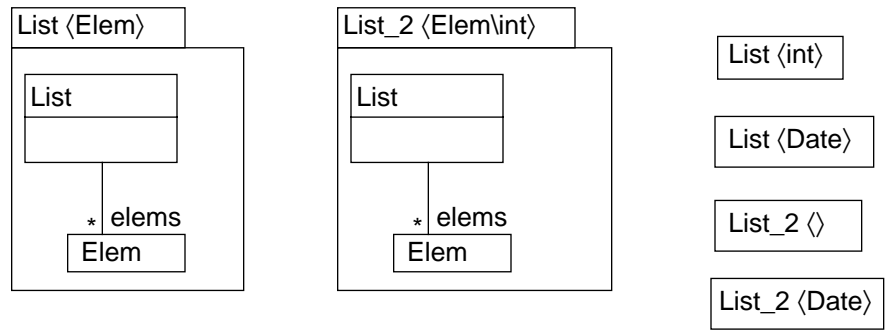 List ⟨Elem⟩
List
* elems
Elem
List_2 ⟨Elem\int⟩
List
* elems
Elem
List ⟨int⟩
List ⟨Date⟩
List_2 ⟨⟩
List_2 ⟨Date⟩